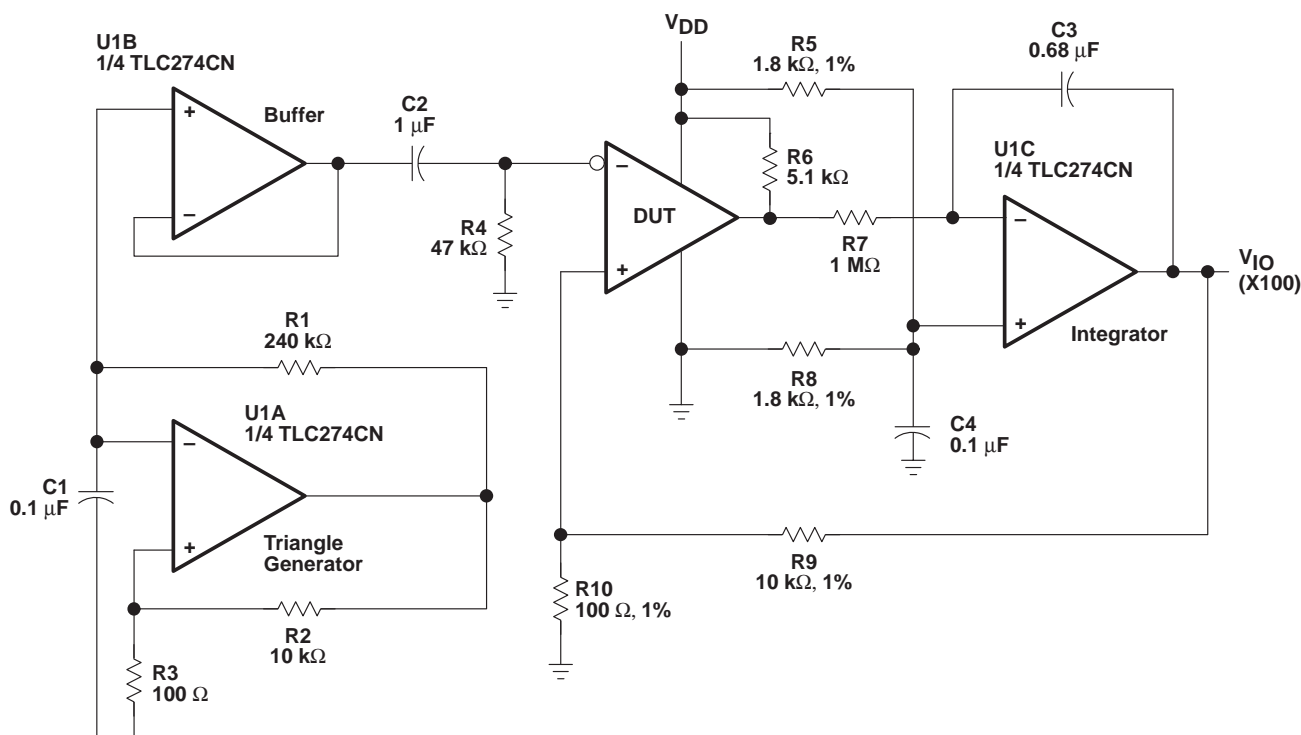 U1B
1/4 TLC274CN
Buffer
+
−
C2
1 μF
R4
47 kΩ
VDD
R5
1.8 kΩ, 1%
R6
5.1 kΩ
DUT
−
+
R7
1 MΩ
C3
0.68 μF
U1C
1/4 TLC274CN
−
+
Integrator
VIO
(X100)
R8
1.8 kΩ, 1%
C4
0.1 μF
R1
240 kΩ
U1A
1/4 TLC274CN
−
+
C1
0.1 μF
Triangle
Generator
R2
10 kΩ
R3
100 Ω
R9
10 kΩ, 1%
R10
100 Ω, 1%